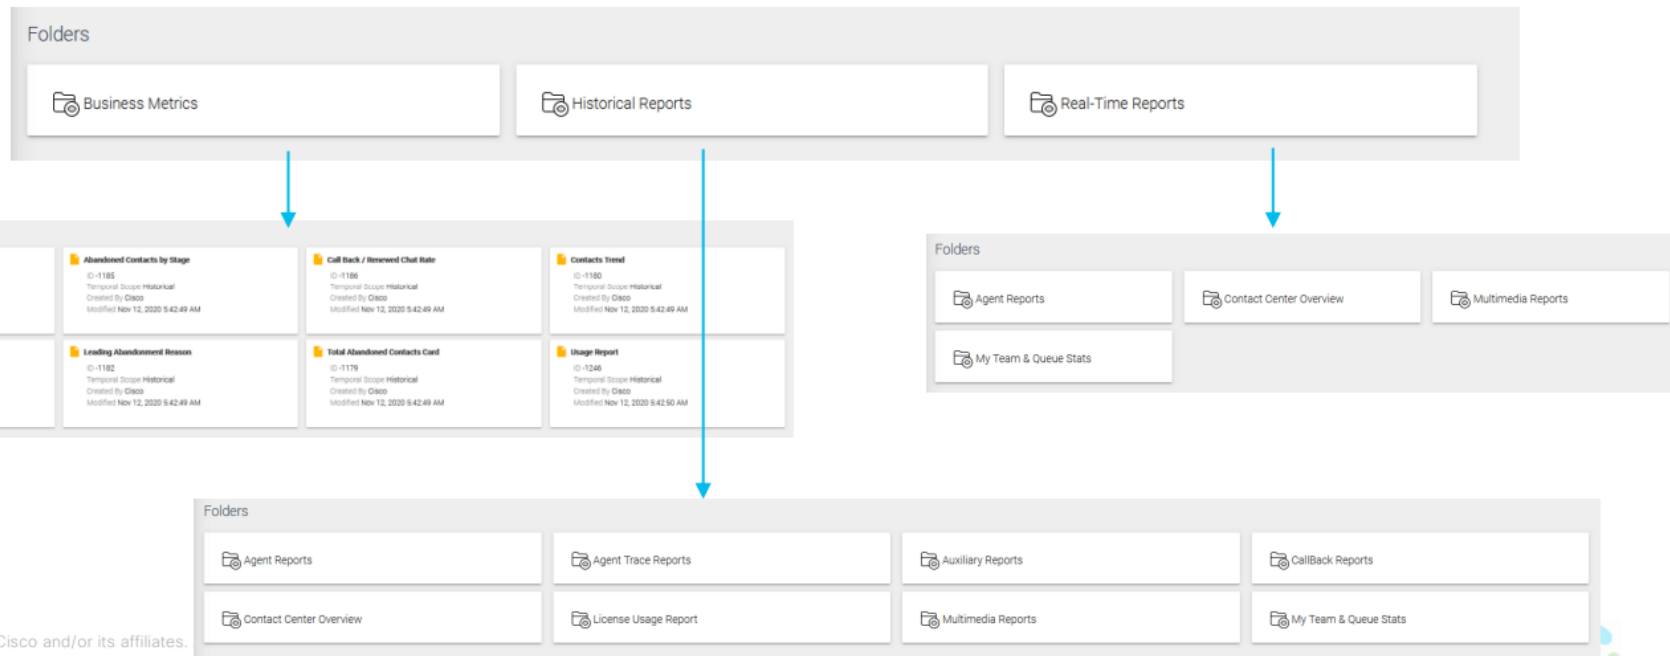 Folders
Business Metrics
Historical Reports
Real-Time Reports
Abandoned Contacts by Stage
ID -1185
Temporal Scope Historical
Created By Cisco
Modified Nov 12, 2020 5:42:49 AM
Call Back / Renewed Chat Rate
ID -1186
Temporal Scope Historical
Created By Cisco
Modified Nov 12, 2020 5:42:49 AM
Contacts Trend
ID -1180
Temporal Scope Historical
Created By Cisco
Modified Nov 12, 2020 5:42:49 AM
Leading Abandonment Reason
ID -1182
Temporal Scope Historical
Created By Cisco
Modified Nov 12, 2020 5:42:49 AM
Total Abandoned Contacts Card
ID -1179
Temporal Scope Historical
Created By Cisco
Modified Nov 12, 2020 5:42:49 AM
Usage Report
ID -1246
Temporal Scope Historical
Created By Cisco
Modified Nov 12, 2020 5:42:50 AM
Folders
Agent Reports
Contact Center Overview
Multimedia Reports
My Team & Queue Stats
Folders
Agent Reports
Agent Trace Reports
Auxiliary Reports
CallBack Reports
Contact Center Overview
License Usage Report
Multimedia Reports
My Team & Queue Stats
Cisco and/or its affiliates.